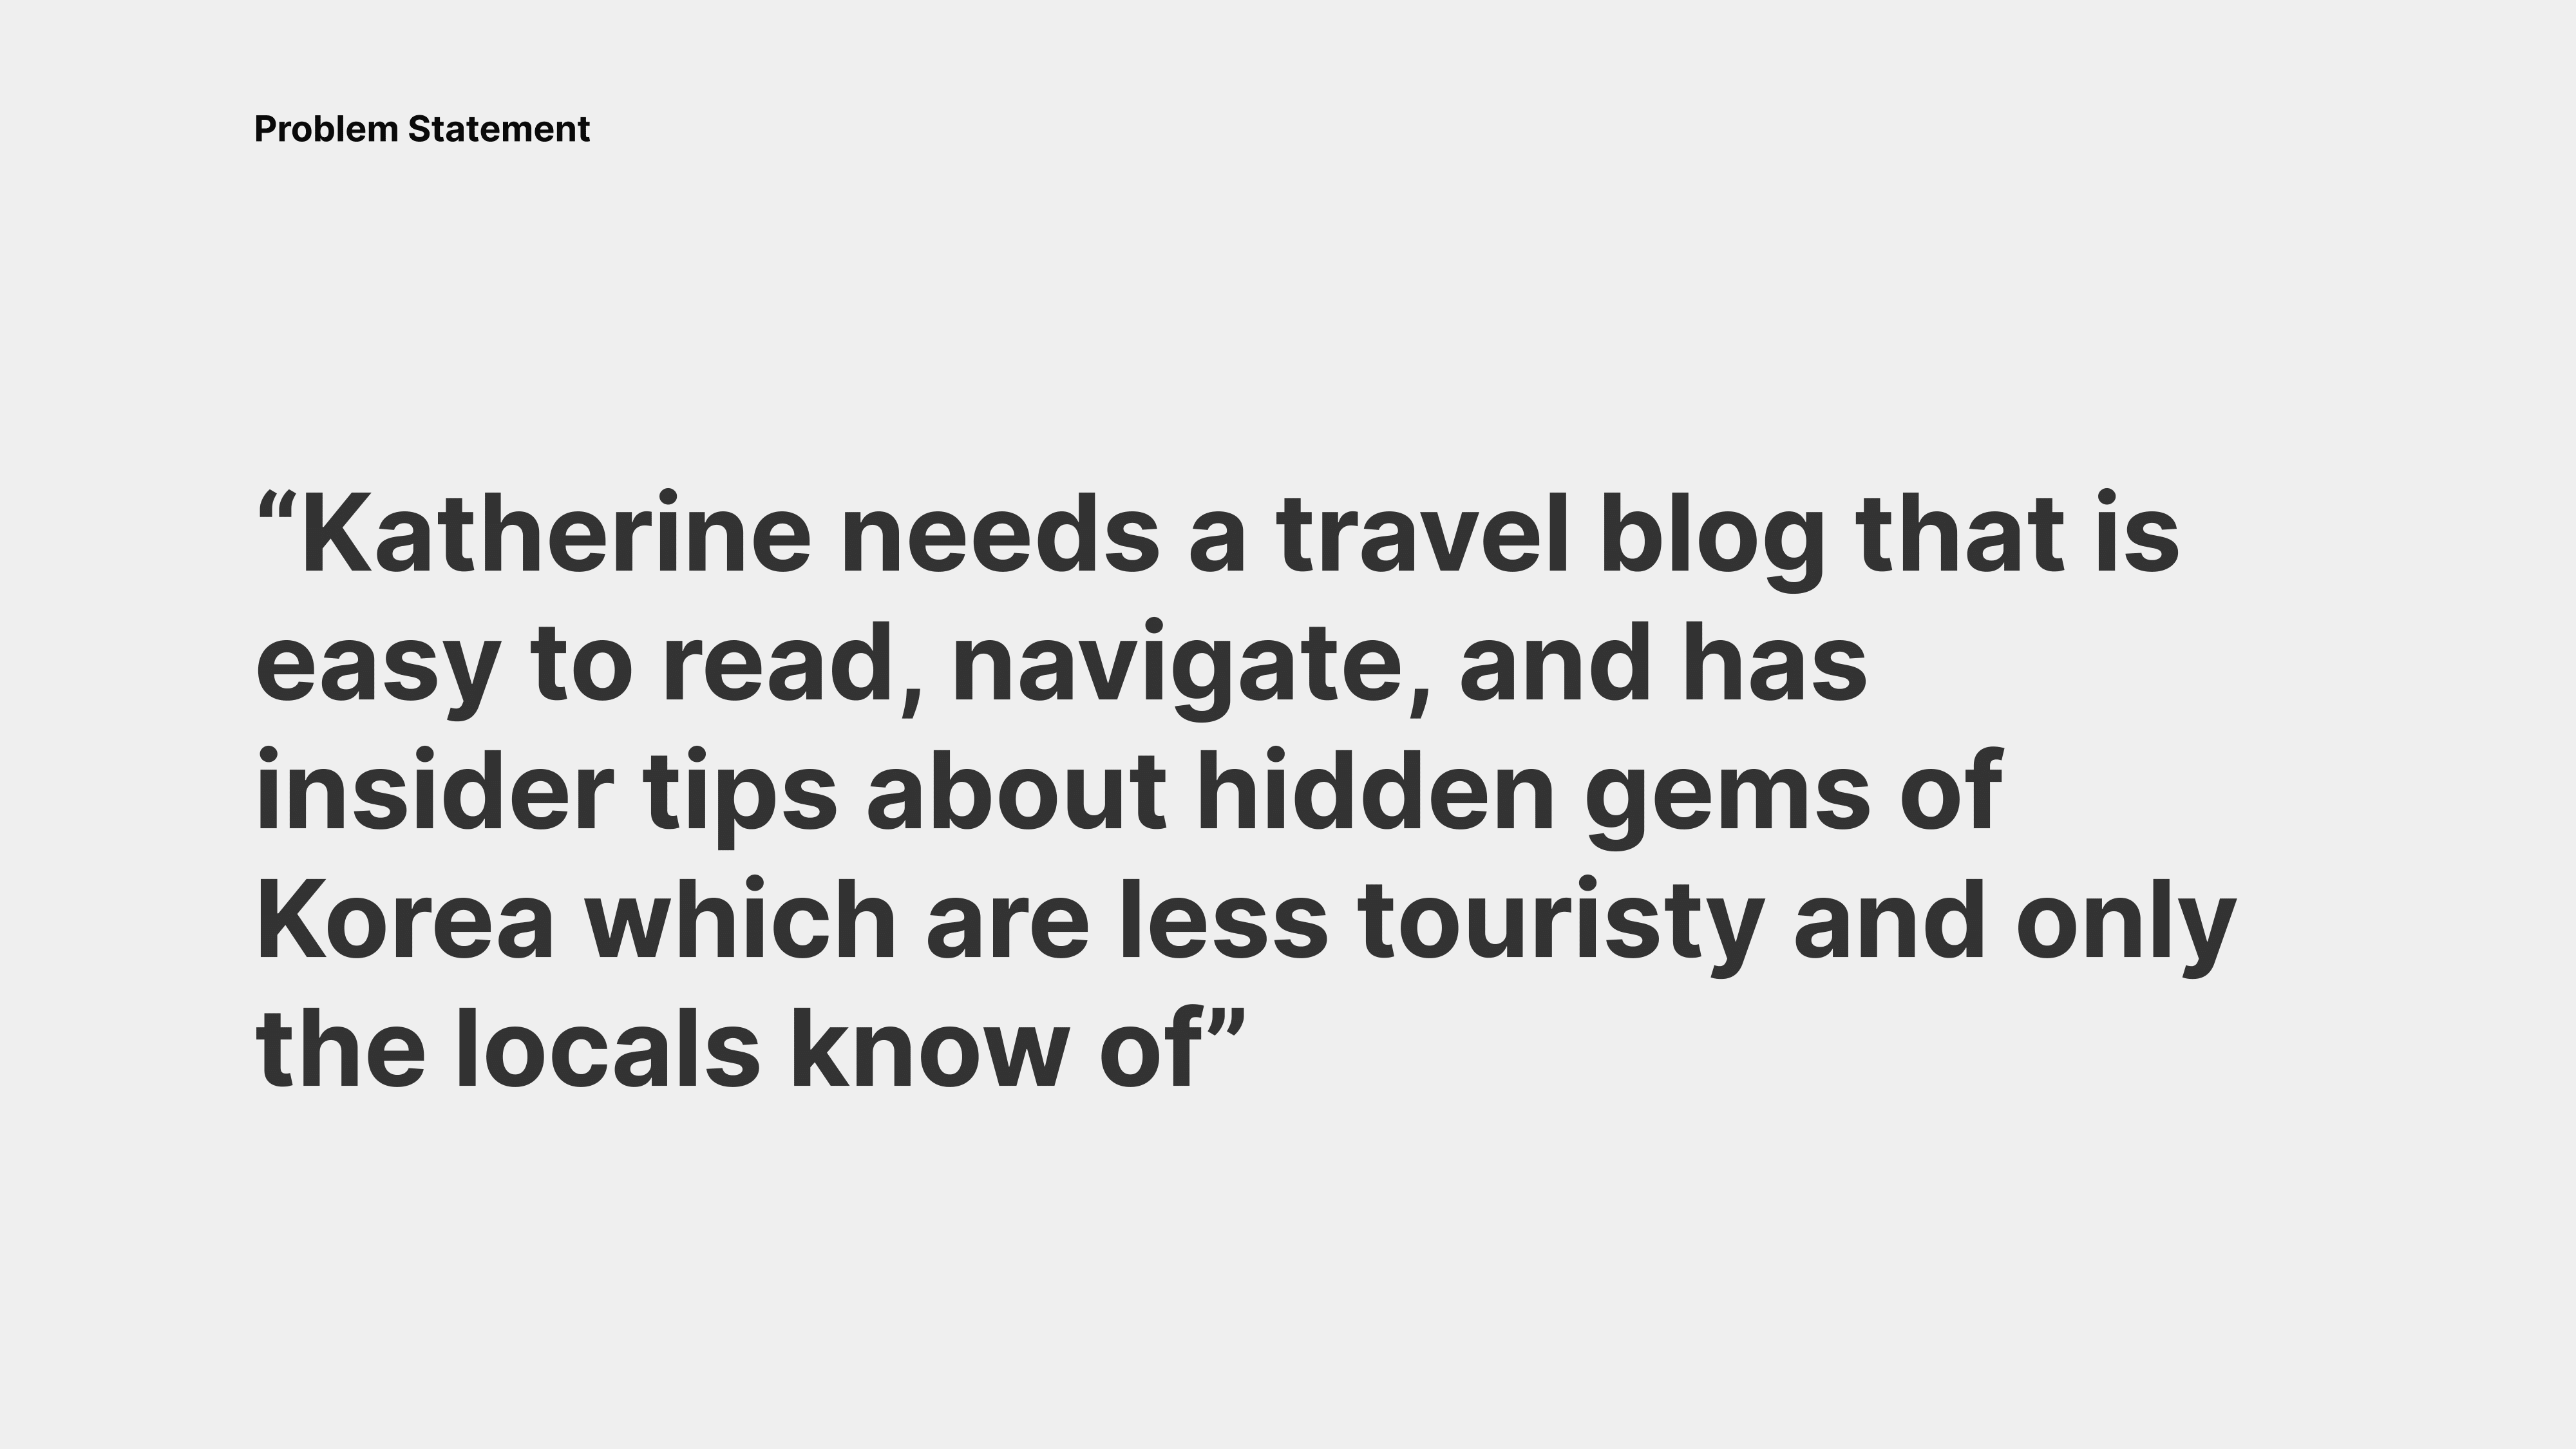 Problem Statement
“Katherine needs a travel blog that is
easy to read, navigate, and has
insider tips about hidden gems of
Korea which are less touristy and only
the locals know of”